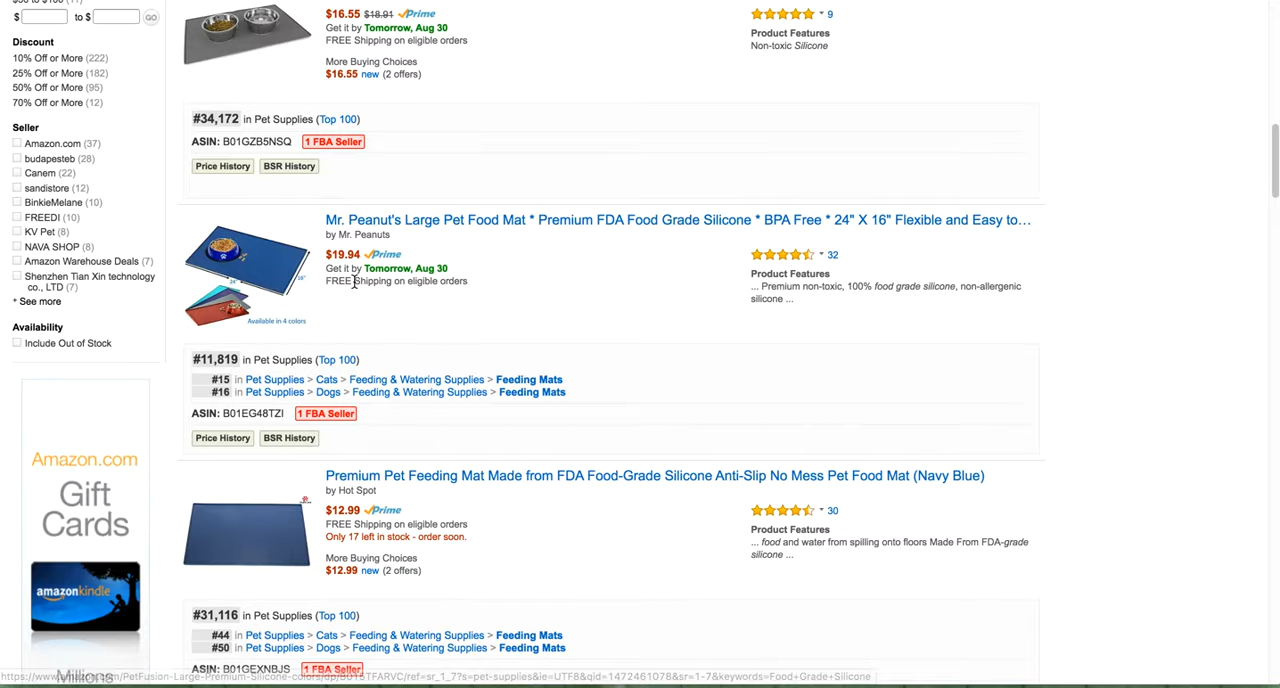 $ to $ GO
Discount
10% Off or More (222)
25% Off or More (182)
50% Off or More (95)
70% Off or More (12)
Seller
Amazon.com (37)
budapesteb (28)
Canem (22)
sandistore (12)
BinkieMelane (10)
FREEDI (10)
KV Pet (8)
NAVA SHOP (8)
Amazon Warehouse Deals (7)
Shenzhen Tian Xin technology
co., LTD (7)
+ See more
Availability
Include Out of Stock
Amazon.com
Gift
Cards
amazonkindle
Millions
$16.55 $18.91 Prime
Get it by Tomorrow, Aug 30
FREE Shipping on eligible orders
More Buying Choices
$16.55 new (2 offers)
9
Product Features
Non-toxic Silicone
#34,172 in Pet Supplies (Top 100)
ASIN: B01GZB5NSQ 1 FBA Seller
Price History BSR History
Mr. Peanut's Large Pet Food Mat * Premium FDA Food Grade Silicone * BPA Free * 24" X 16" Flexible and Easy to…
by Mr. Peanuts
$19.94 Prime
Get it by Tomorrow, Aug 30
FREE Shipping on eligible orders
32
Product Features
... Premium non-toxic, 100% food grade silicone, non-allergenic
silicone ...
24"
16"
Available in 4 colors
#11,819 in Pet Supplies (Top 100)
#15 in Pet Supplies > Cats > Feeding & Watering Supplies > Feeding Mats
#16 in Pet Supplies > Dogs > Feeding & Watering Supplies > Feeding Mats
ASIN: B01EG48TZI 1 FBA Seller
Price History BSR History
Premium Pet Feeding Mat Made from FDA Food-Grade Silicone Anti-Slip No Mess Pet Food Mat (Navy Blue)
by Hot Spot
$12.99 Prime
FREE Shipping on eligible orders
Only 17 left in stock - order soon.
More Buying Choices
$12.99 new (2 offers)
30
Product Features
... food and water from spilling onto floors Made From FDA-grade
silicone ...
#31,116 in Pet Supplies (Top 100)
#44 in Pet Supplies > Cats > Feeding & Watering Supplies > Feeding Mats
#50 in Pet Supplies > Dogs > Feeding & Watering Supplies > Feeding Mats
ASIN: B01GEXNBJS 1 FBA Seller